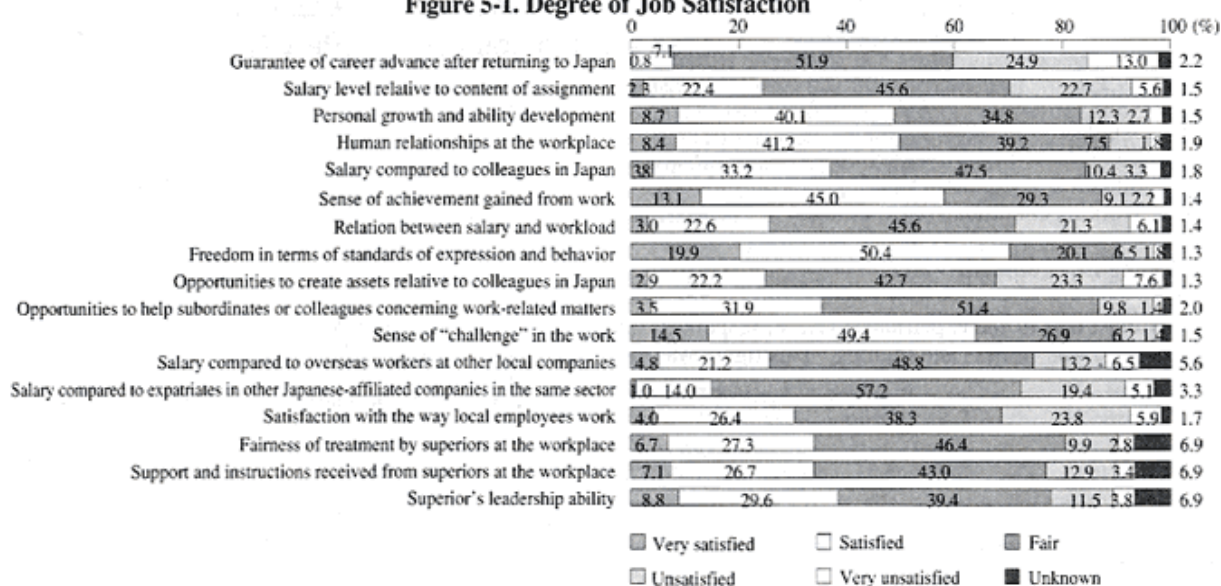 Figure 5-1. Degree of Job Satisfaction
0 20 40 60 80 100 (%)
Guarantee of career advance after returning to Japan 0.8 7.1 51.9 24.9 13.0 2.2
Salary level relative to content of assignment 2.3 22.4 45.6 22.7 5.6 1.5
Personal growth and ability development 8.7 40.1 34.8 12.3 2.7 1.5
Human relationships at the workplace 8.4 41.2 39.2 7.5 1.8 1.9
Salary compared to colleagues in Japan 38 33.2 47.5 10.4 3.3 1.8
Sense of achievement gained from work 13.1 45.0 29.3 9.1 2.2 1.4
Relation between salary and workload 3.0 22.6 45.6 21.3 6.1 1.4
Freedom in terms of standards of expression and behavior 19.9 50.4 20.1 6.5 1.8 1.3
Opportunities to create assets relative to colleagues in Japan 2.9 22.2 42.7 23.3 7.6 1.3
Opportunities to help subordinates or colleagues concerning work-related matters 3.5 31.9 51.4 9.8 1.4 2.0
Sense of “challenge” in the work 14.5 49.4 26.9 6.2 1.4 1.5
Salary compared to overseas workers at other local companies 4.8 21.2 48.8 13.2 6.5 5.6
Salary compared to expatriates in other Japanese-affiliated companies in the same sector 1.0 14.0 57.2 19.4 5.1 3.3
Satisfaction with the way local employees work 4.0 26.4 38.3 23.8 5.9 1.7
Fairness of treatment by superiors at the workplace 6.7 27.3 46.4 9.9 2.8 6.9
Support and instructions received from superiors at the workplace 7.1 26.7 43.0 12.9 3.4 6.9
Superior's leadership ability 8.8 29.6 39.4 11.5 3.8 6.9
Very satisfied Satisfied Fair
Unsatisfied Very unsatisfied Unknown